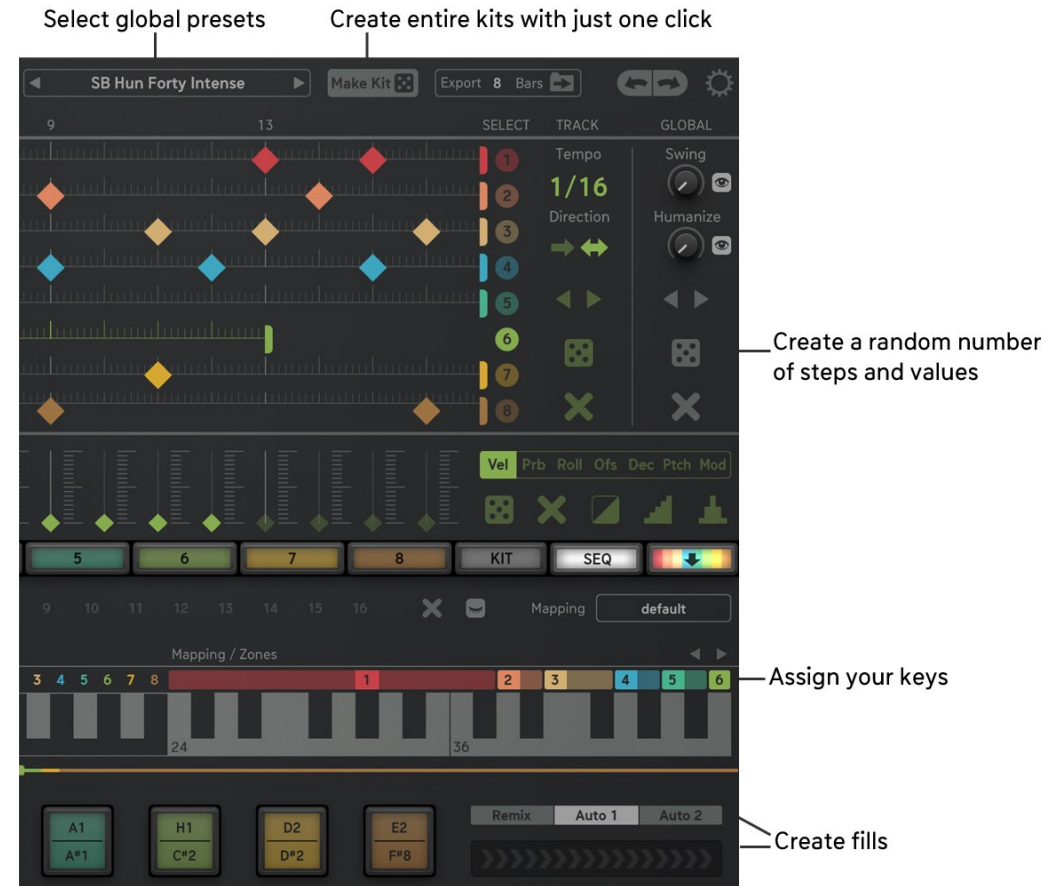 Select global presets
Create entire kits with just one click
SB Hun Forty Intense
Make Kit
Export 8 Bars
9 13 SELECT TRACK GLOBAL
1
2
3
4
5
6
7
8
Tempo
1/16
Direction
Swing
Humanize
Create a random number
of steps and values
Vel Prb Roll Ofs Dec Ptch Mod
5 6 7 8 KIT SEQ
9 10 11 12 13 14 15 16
Mapping default
Mapping / Zones
3 4 5 6 7 8 1 2 3 4 5 6
Assign your keys
24 36
A1 H1 D2 E2
A#1 C#2 D#2 F#8
Remix Auto 1 Auto 2
Create fills